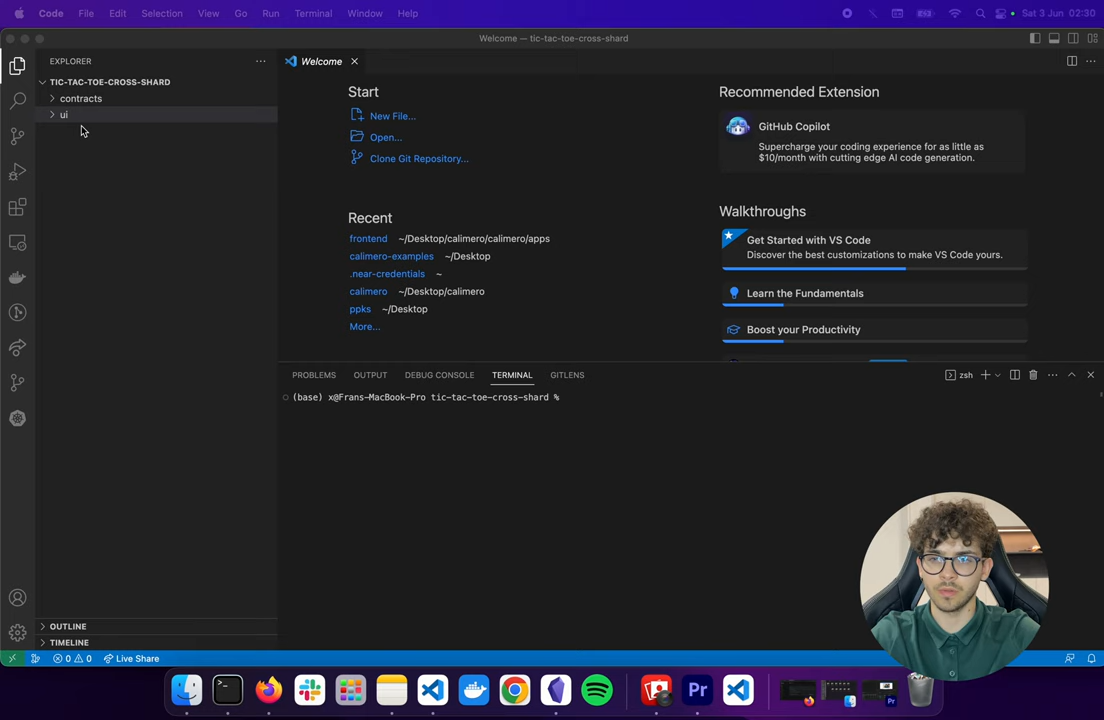 Code File Edit Selection View Go Run Terminal Window Help Sat 3 Jun 02:30
Welcome — tic-tac-toe-cross-shard
EXPLORER
TIC-TAC-TOE-CROSS-SHARD
contracts
ui
OUTLINE
TIMELINE
Welcome
Start
New File...
Open...
Clone Git Repository...
Recent
frontend ~/Desktop/calimero/calimero/apps
calimero-examples ~/Desktop
.near-credentials ~
calimero ~/Desktop/calimero
ppks ~/Desktop
More...
Recommended Extension
GitHub Copilot
Supercharge your coding experience for as little as
$10/month with cutting edge AI code generation.
Walkthroughs
Get Started with VS Code
Discover the best customizations to make VS Code yours.
Learn the Fundamentals
Boost your Productivity
PROBLEMS OUTPUT DEBUG CONSOLE TERMINAL GITLENS zsh
(base) x@Frans-MacBook-Pro tic-tac-toe-cross-shard %
0 0 Live Share
Pr